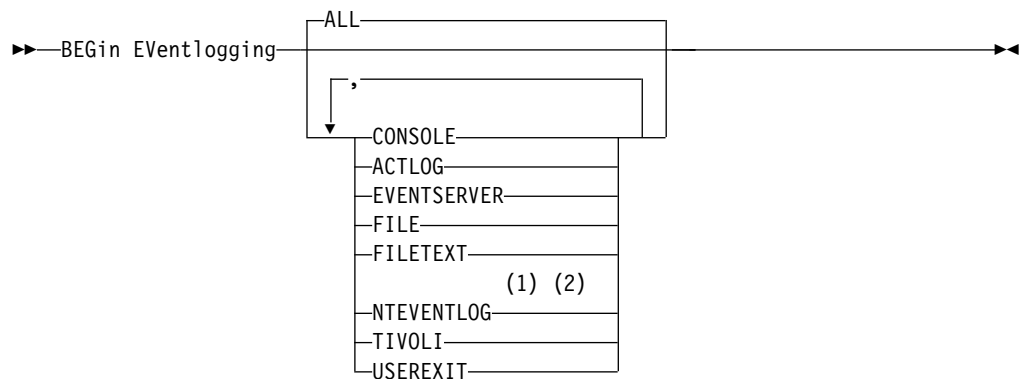 ALL
BEGin EVentlogging
,
CONSOLE
ACTLOG
EVENTSERVER
FILE
FILETEXT
(1) (2)
NTEVENTLOG
TIVOLI
USEREXIT